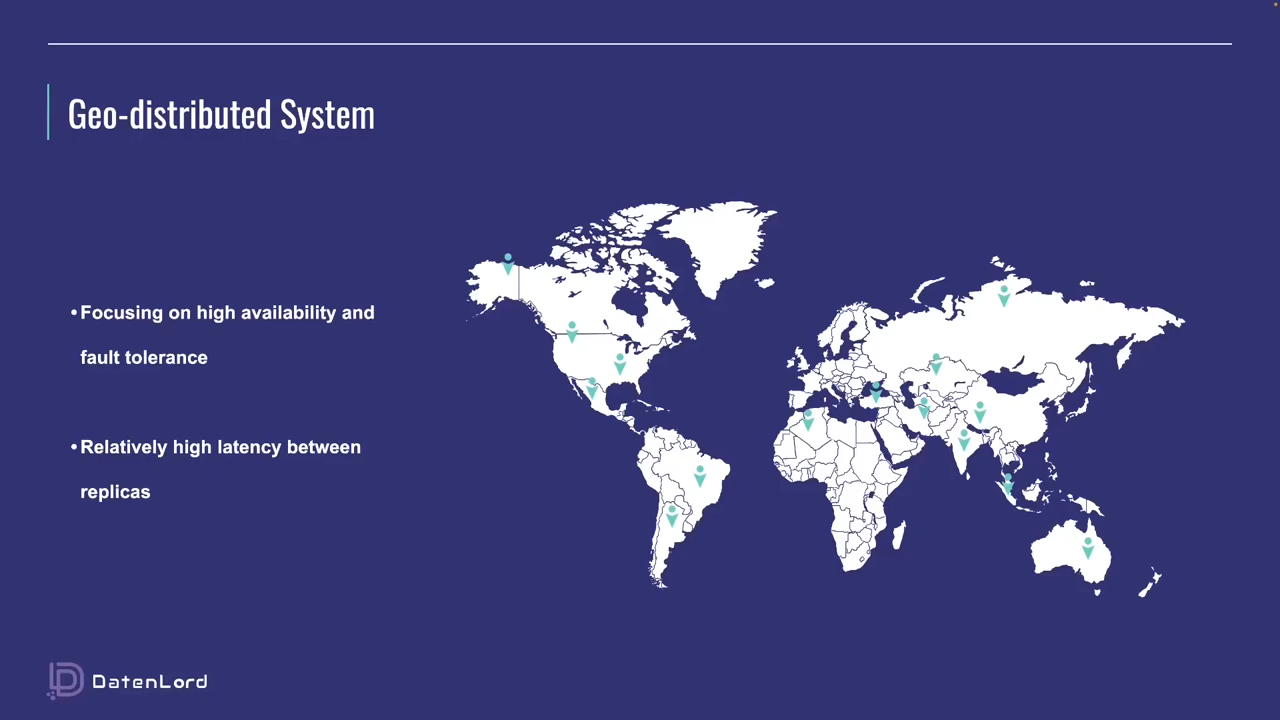 Geo-distributed System
•Focusing on high availability and
fault tolerance
•Relatively high latency between
replicas
DatenLord